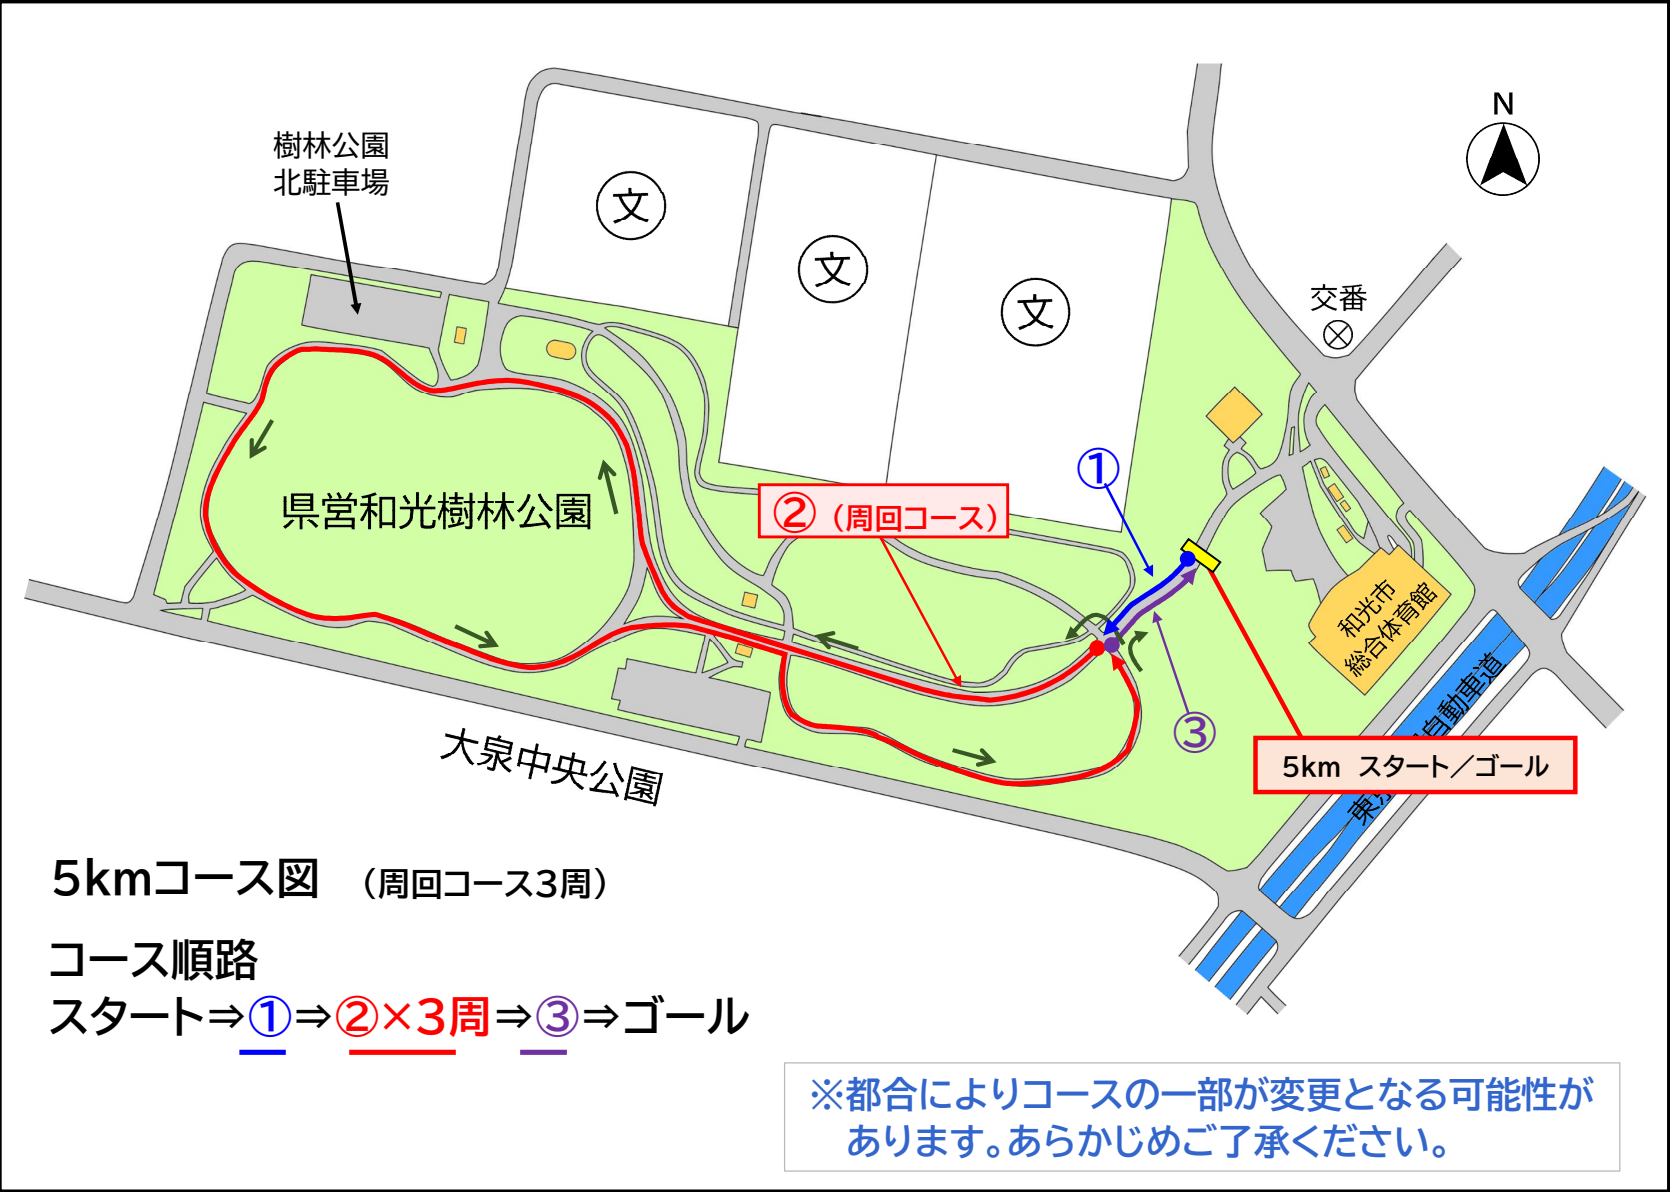 N
樹林公園
北駐車場
文
文
文
交番
①
県営和光樹林公園
②（周回コース）
和光市
総合体育館
③
自動車道
5km スタート／ゴール
東京
大泉中央公園
5kmコース図 （周回コース3周）
コース順路
スタート⇒①⇒②×3周⇒③⇒ゴール
※都合によりコースの一部が変更となる可能性が
あります。あらかじめご了承ください。